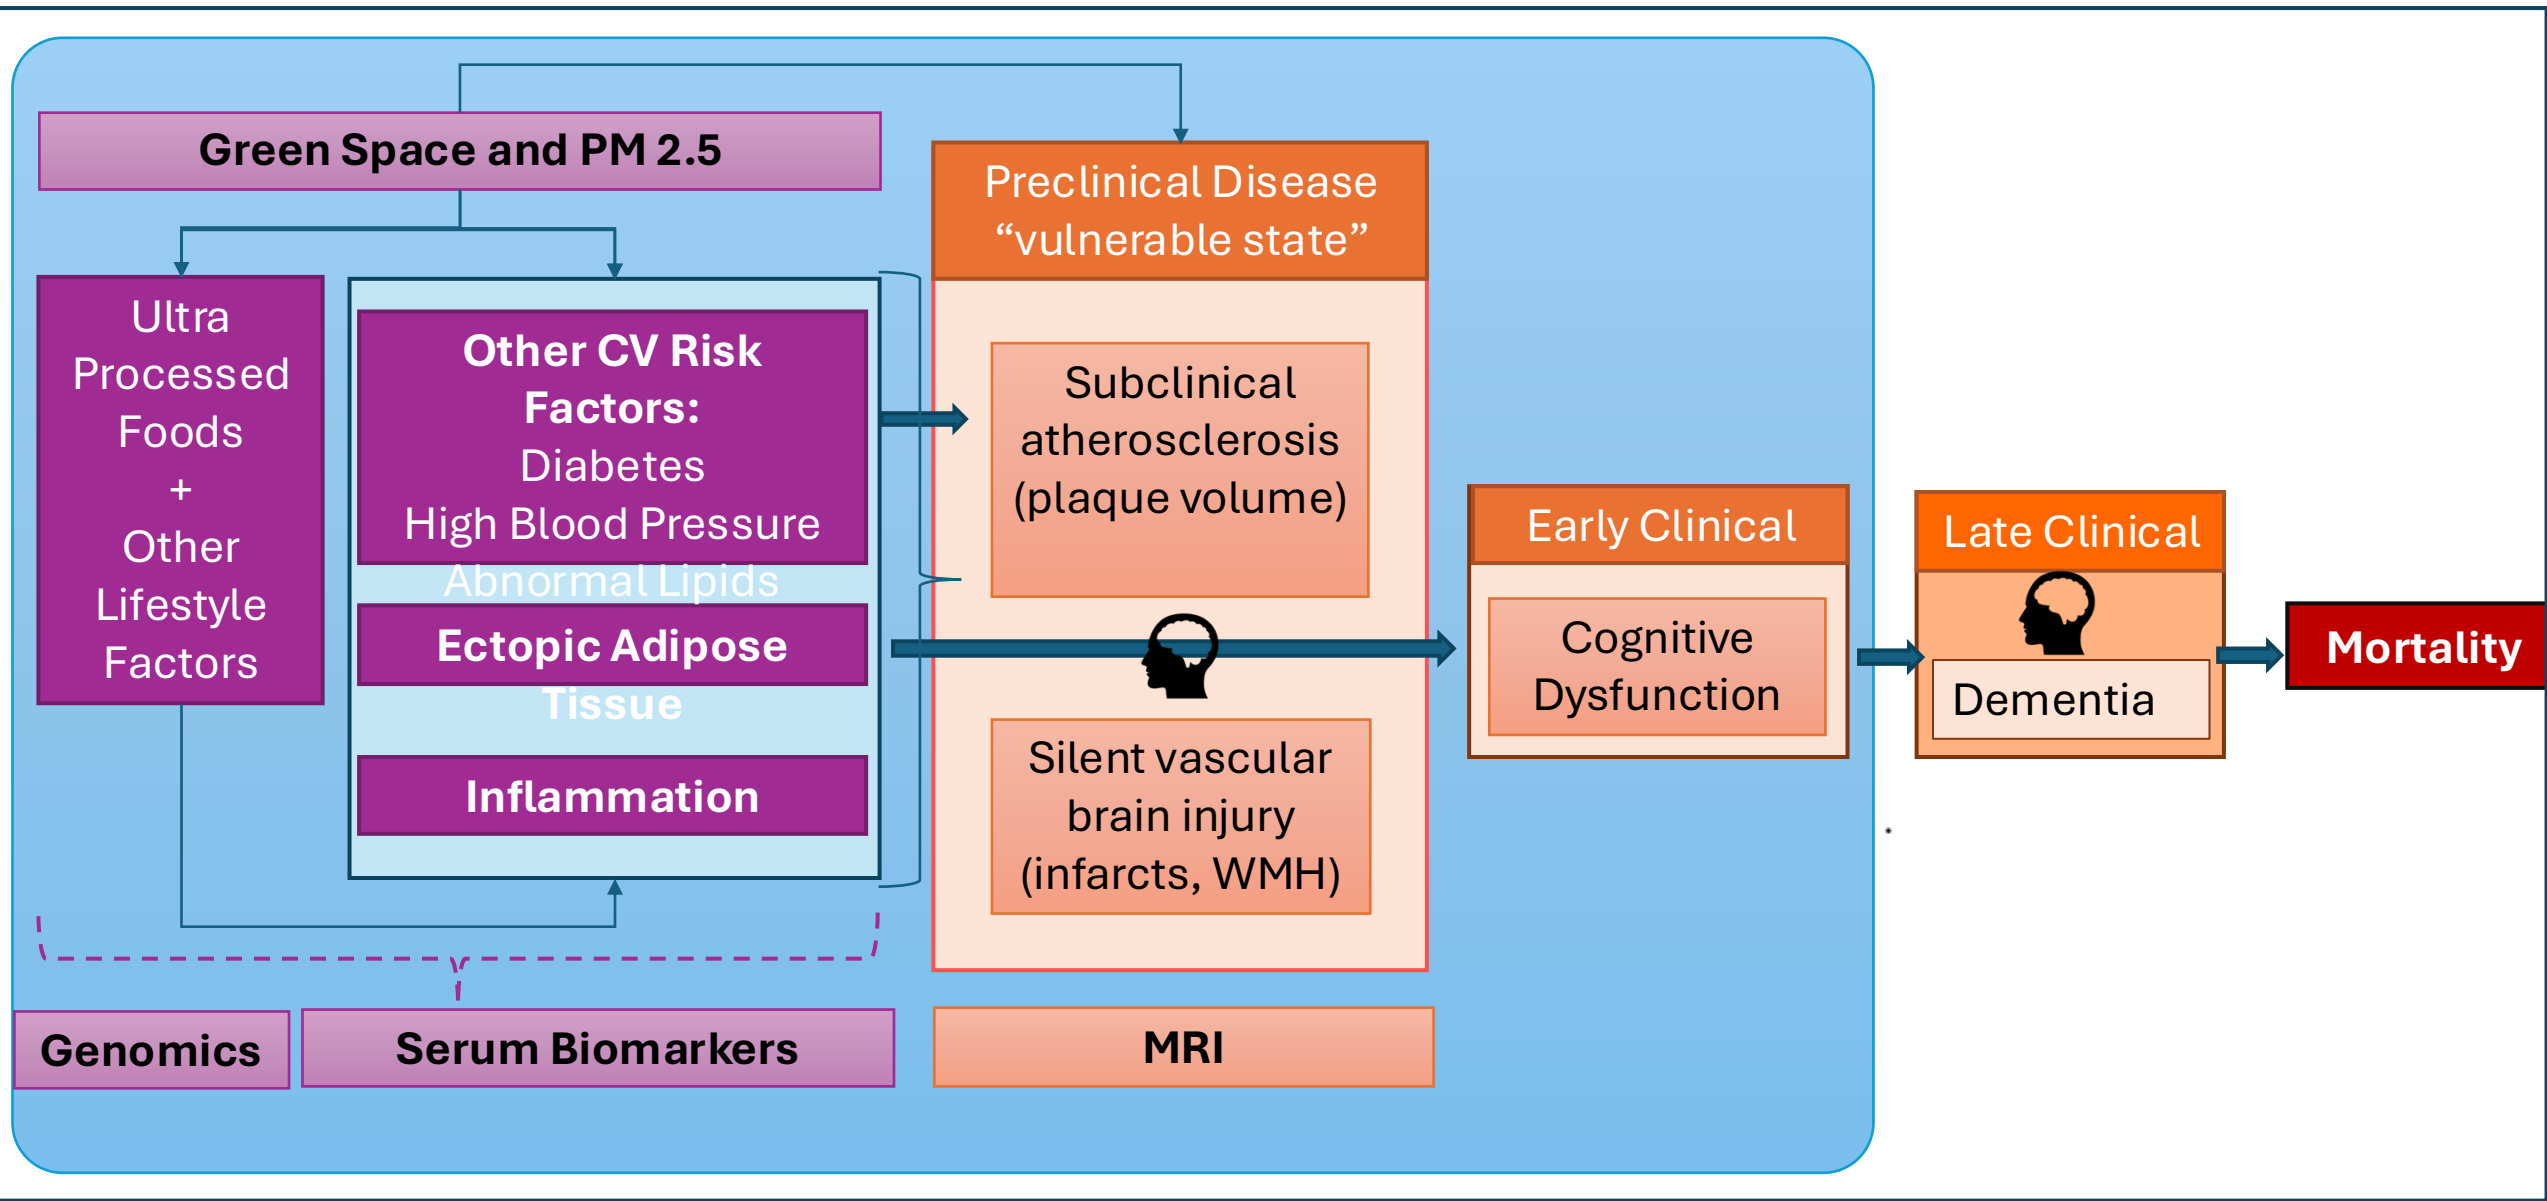 Green Space and PM 2.5
Ultra
Processed
Foods
+
Other
Lifestyle
Factors
Other CV Risk
Factors:
Diabetes
High Blood Pressure
Abnormal Lipids
Ectopic Adipose
Tissue
Inflammation
Genomics
Serum Biomarkers
Preclinical Disease
“vulnerable state”
Subclinical
atherosclerosis
(plaque volume)
Silent vascular
brain injury
(infarcts, WMH)
MRI
Early Clinical
Cognitive
Dysfunction
Late Clinical
Dementia
Mortality